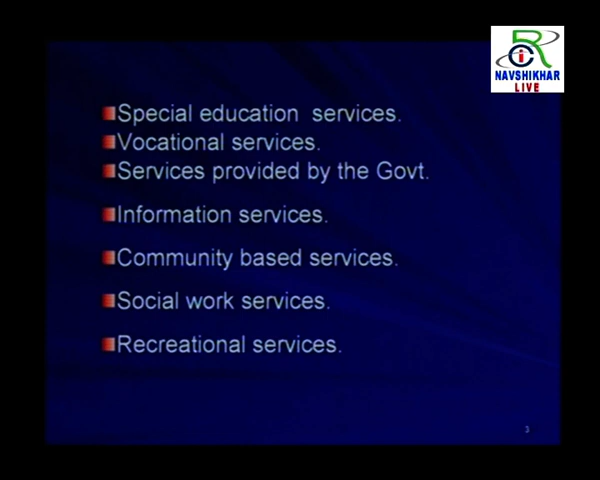 NAVSHIKHAR
LIVE
Special education services.
Vocational services.
Services provided by the Govt.
Information services.
Community based services.
Social work services.
Recreational services.
3